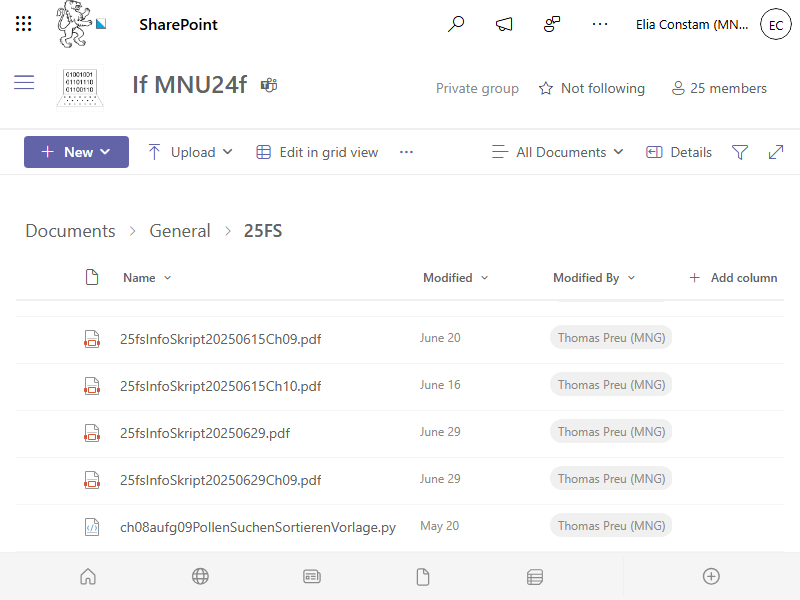 SharePoint
Elia Constam (MN...
EC
01001001
01101110
01100110
If MNU24f
Private group
Not following
25 members
New
Upload
Edit in grid view
All Documents
Details
Documents > General > 25FS
Name
Modified
Modified By
Add column
25fsInfoSkript20250615Ch09.pdf
June 20
Thomas Preu (MNG)
25fsInfoSkript20250615Ch10.pdf
June 16
Thomas Preu (MNG)
25fsInfoSkript20250629.pdf
June 29
Thomas Preu (MNG)
25fsInfoSkript20250629Ch09.pdf
June 29
Thomas Preu (MNG)
ch08aufg09PollenSuchenSortierenVorlage.py
May 20
Thomas Preu (MNG)